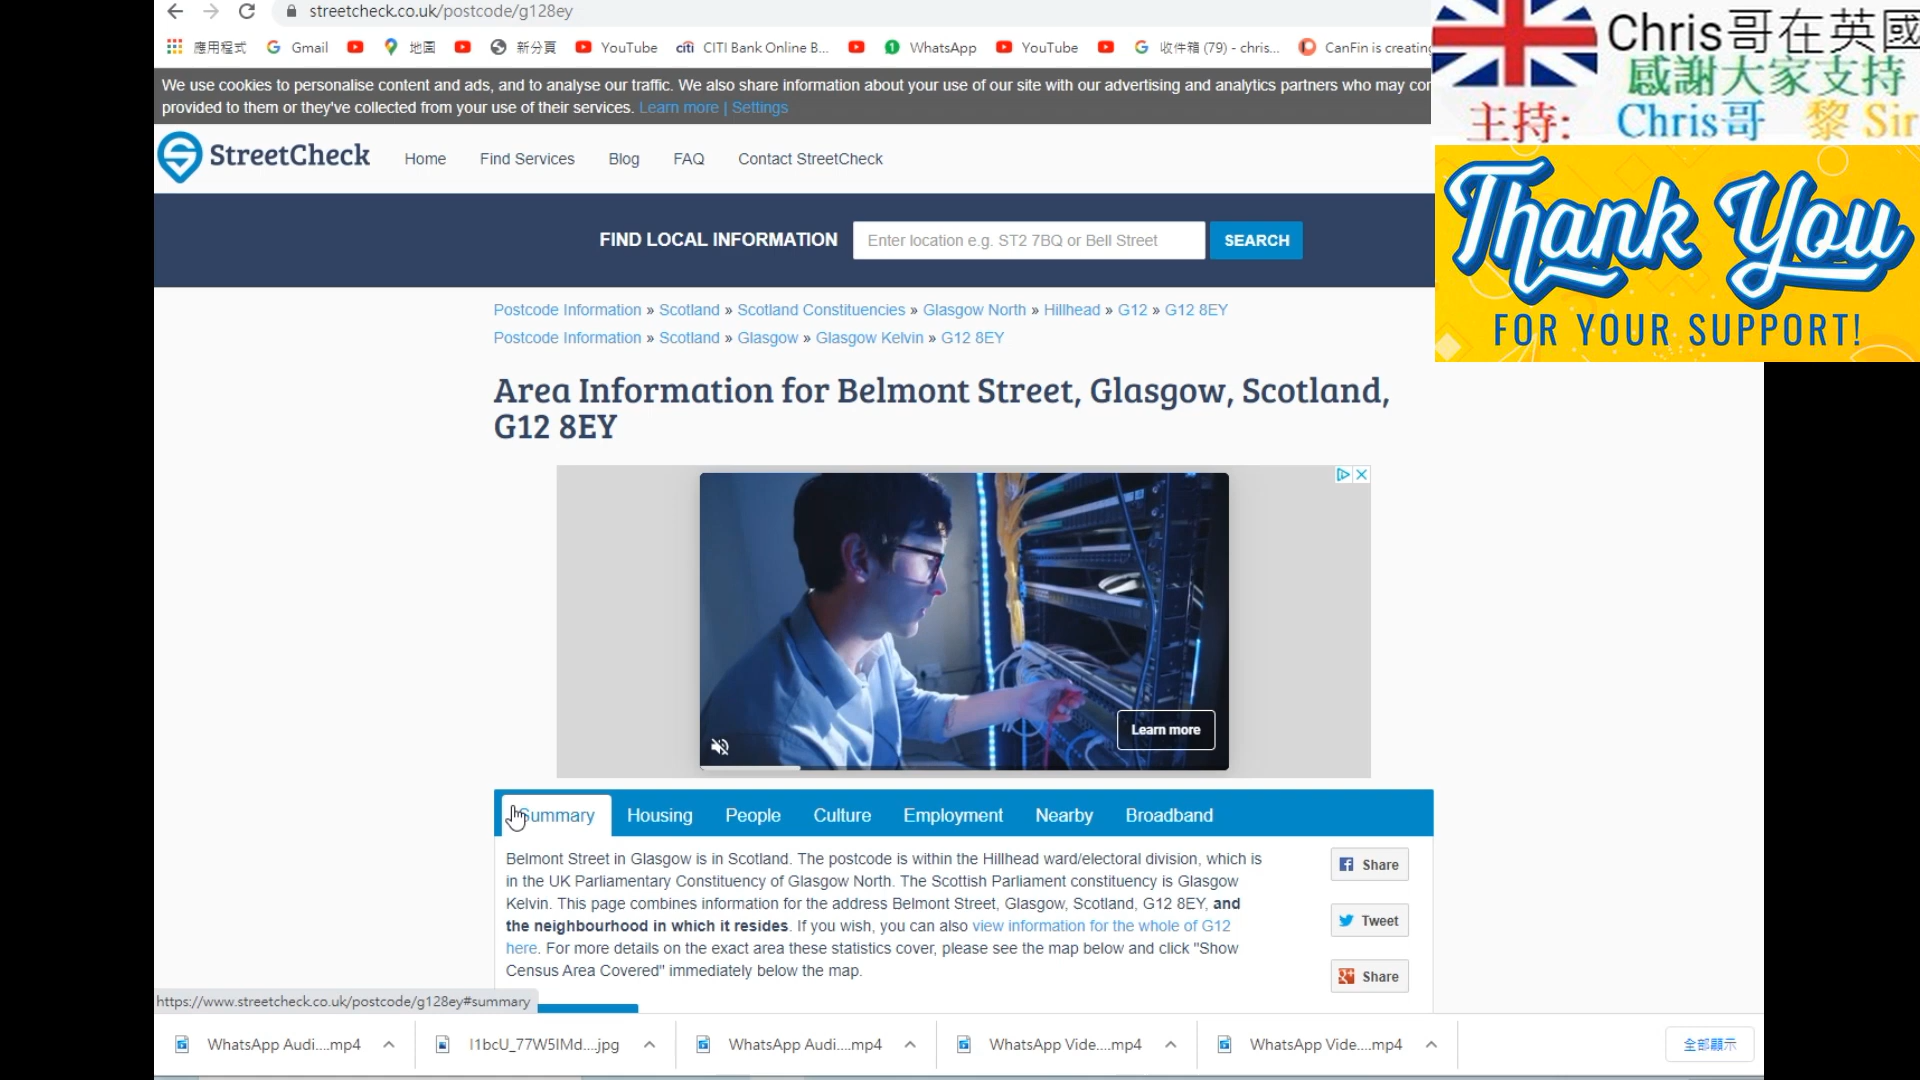 streetcheck.co.uk/postcode/g128ey
應用程式 Gmail 地圖 新分頁 YouTube citi CITI Bank Online B... WhatsApp YouTube 收件箱 (79) - chris... CanFin is creating
Chris哥在英國
感謝大家支持
主持: Chris哥 黎 Sir
We use cookies to personalise content and ads, and to analyse our traffic. We also share information about your use of our site with our advertising and analytics partners who may
provided to them or they've collected from your use of their services. Learn more | Settings
StreetCheck Home Find Services Blog FAQ Contact StreetCheck
Thank You
FOR YOUR SUPPORT!
FIND LOCAL INFORMATION Enter location e.g. ST2 7BQ or Bell Street SEARCH
Postcode Information » Scotland » Scotland Constituencies » Glasgow North » Hillhead » G12 » G12 8EY
Postcode Information » Scotland » Glasgow » Glasgow Kelvin » G12 8EY
Area Information for Belmont Street, Glasgow, Scotland,
G12 8EY
Learn more
Summary Housing People Culture Employment Nearby Broadband
Belmont Street in Glasgow is in Scotland. The postcode is within the Hillhead ward/electoral division, which is
in the UK Parliamentary Constituency of Glasgow North. The Scottish Parliament constituency is Glasgow
Kelvin. This page combines information for the address Belmont Street, Glasgow, Scotland, G12 8EY, and
the neighbourhood in which it resides. If you wish, you can also view information for the whole of G12
here. For more details on the exact area these statistics cover, please see the map below and click "Show
Census Area Covered" immediately below the map.
Share
Tweet
Share
https://www.streetcheck.co.uk/postcode/g128ey#summary
WhatsApp Audi....mp4 l1bcU_77W5IMd....jpg WhatsApp Audi....mp4 WhatsApp Vide....mp4 WhatsApp Vide....mp4 全部顯示